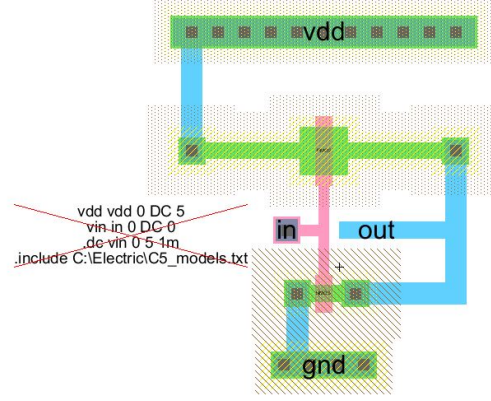 vdd
in
out
vdd vdd 0 DC 5
vin in 0 DC 0
.dc vin 0 5 1m
.include C:\Electric\C5_models.txt
gnd